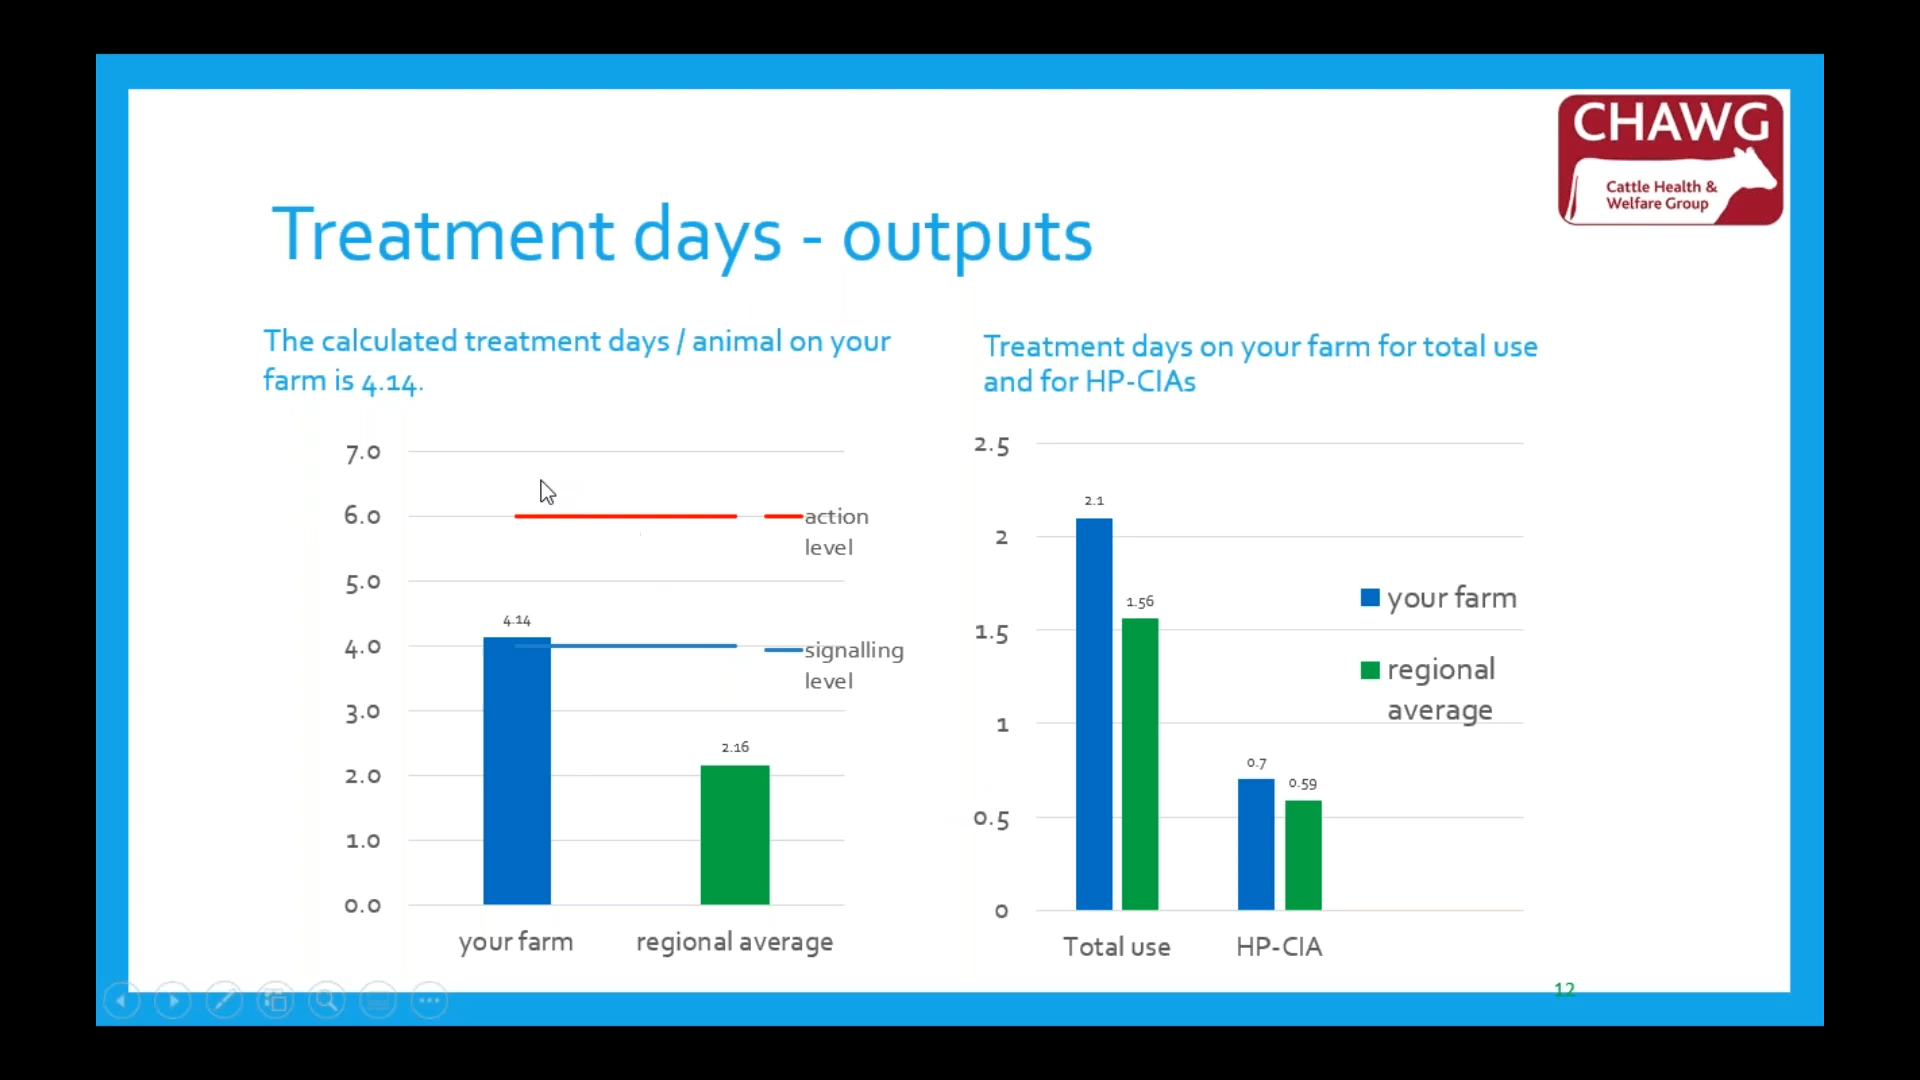 CHAWG
Cattle Health &
Welfare Group
Treatment days - outputs
The calculated treatment days / animal on your
farm is 4.14.
7.0
6.0
5.0
4.0
3.0
2.0
1.0
0.0
4.14
2.16
action
level
signalling
level
your farm
regional average
Treatment days on your farm for total use
and for HP-CIAs
2.5
2
1.5
1
0.5
0
2.1
1.56
0.7
0.59
your farm
regional
average
Total use
HP-CIA
12